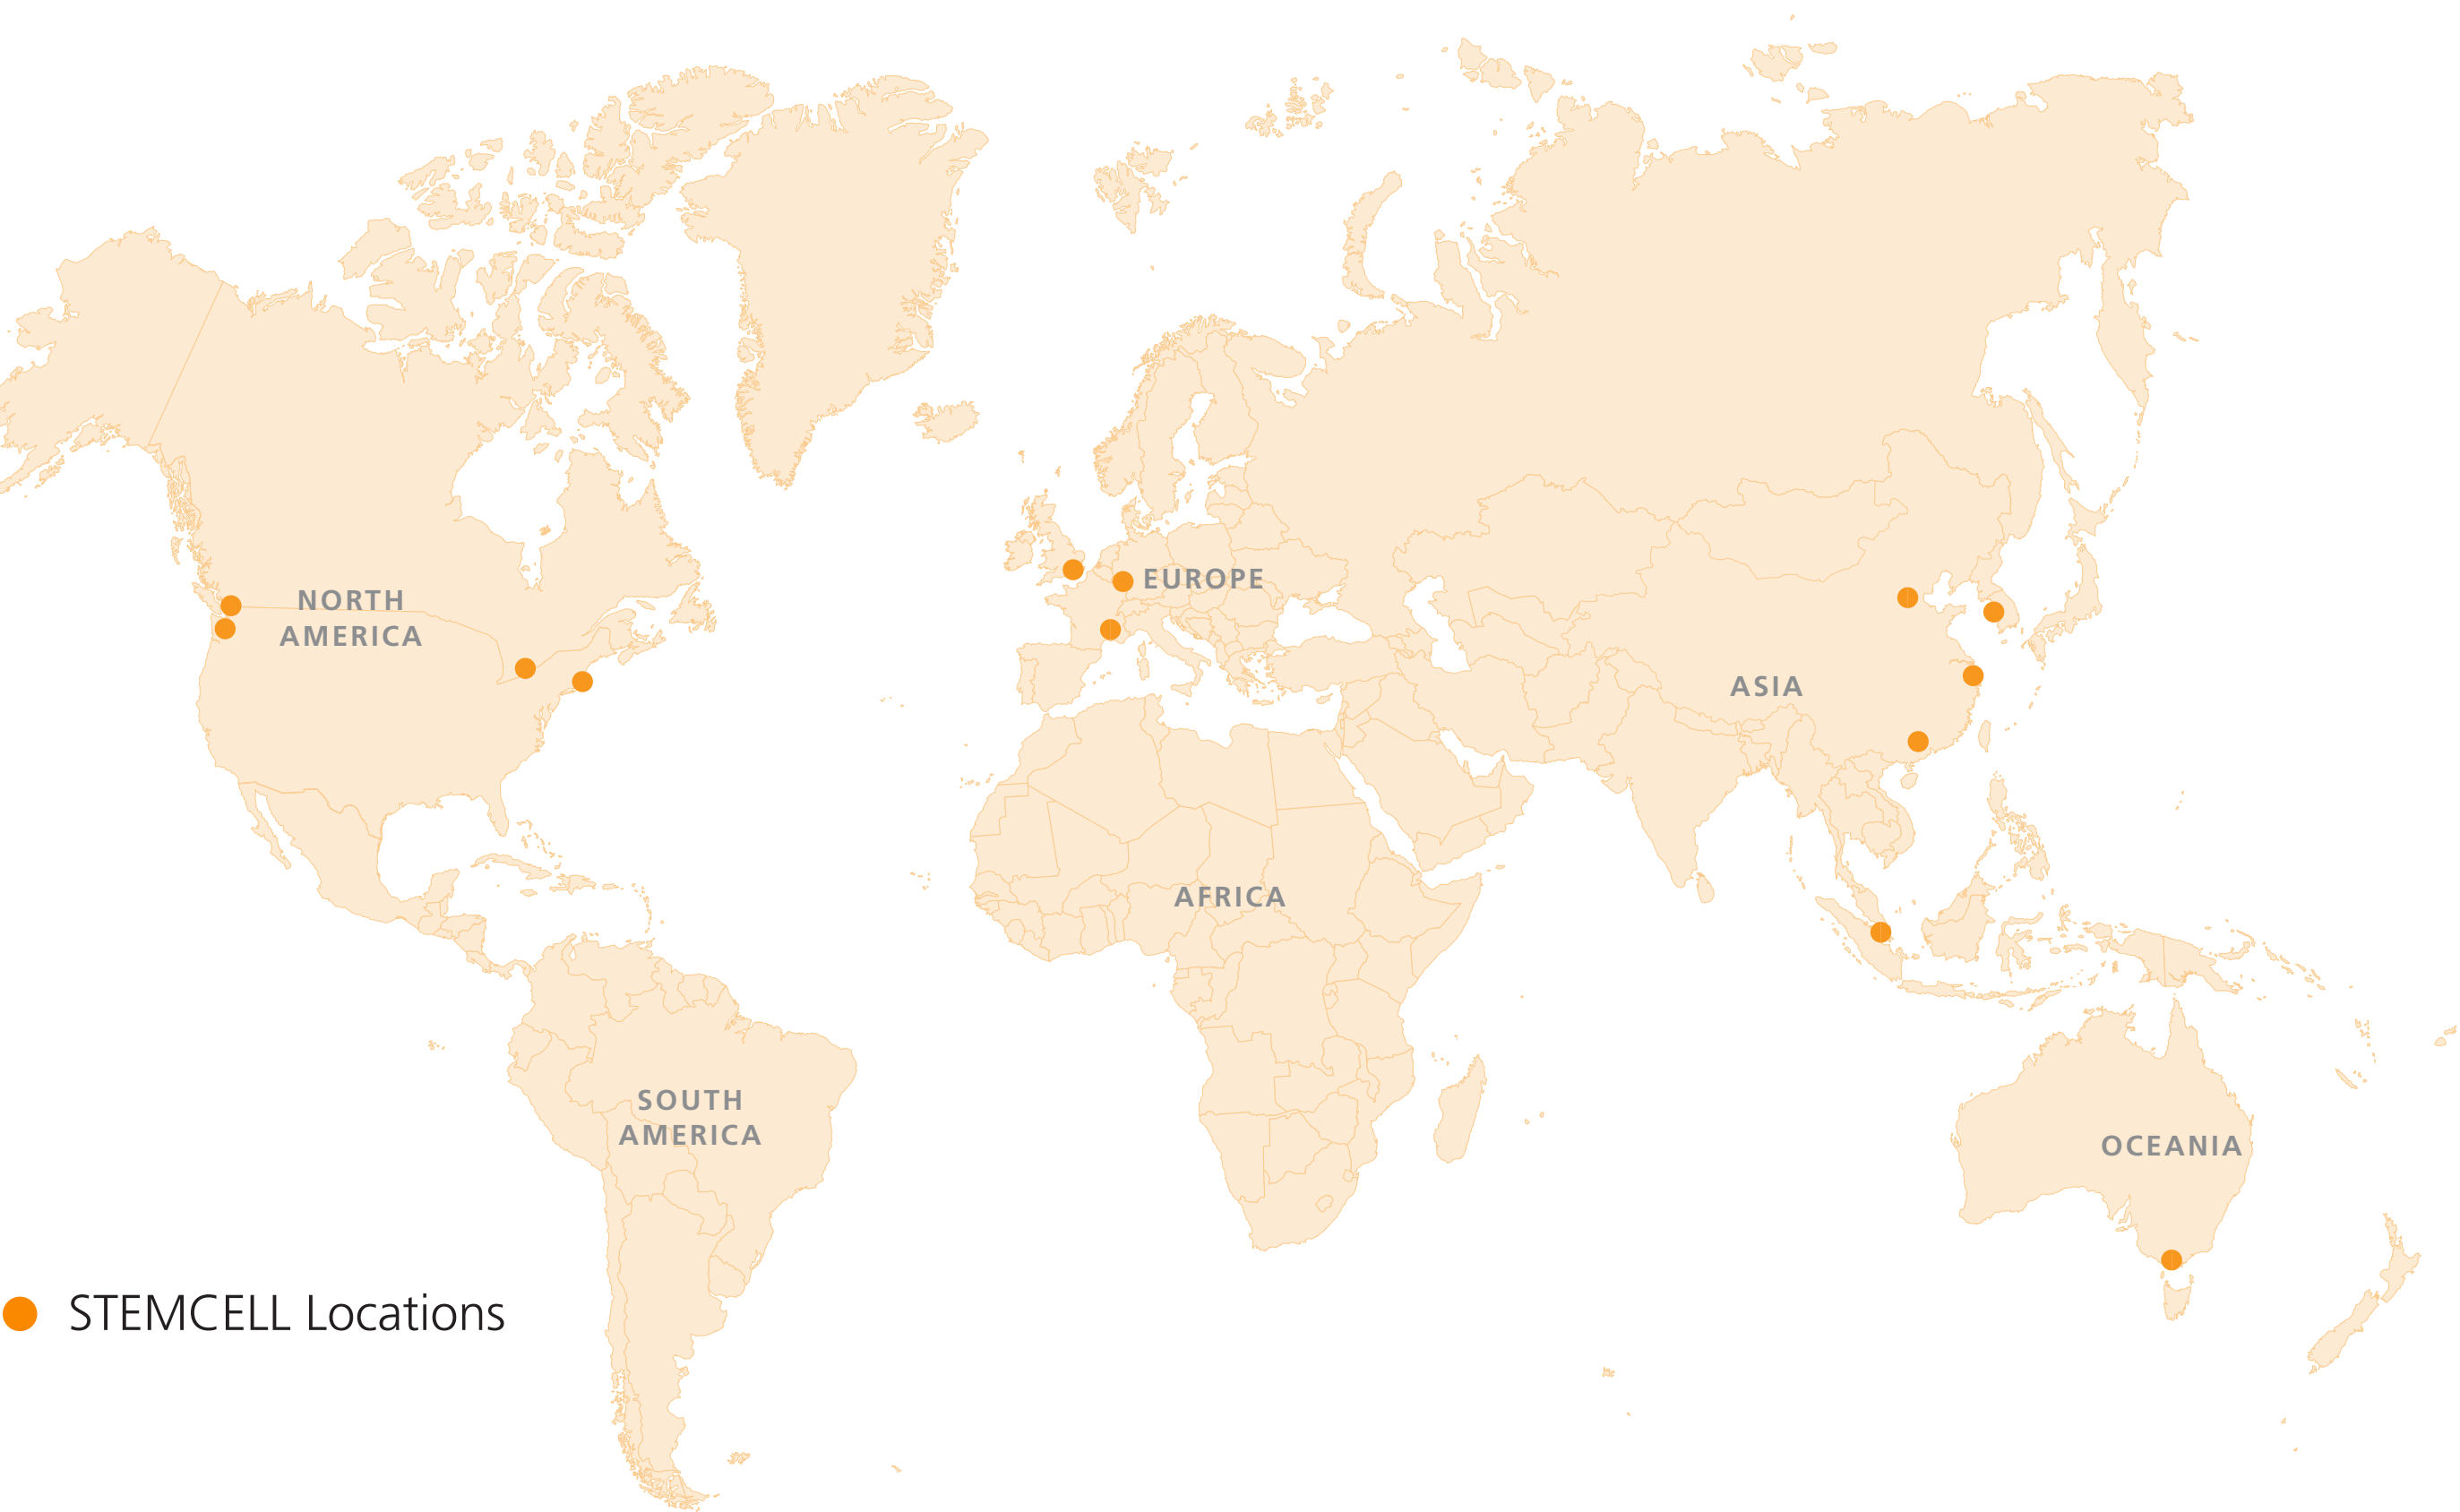 NORTH
AMERICA
EUROPE
ASIA
AFRICA
SOUTH
AMERICA
OCEANIA
STEMCELL Locations